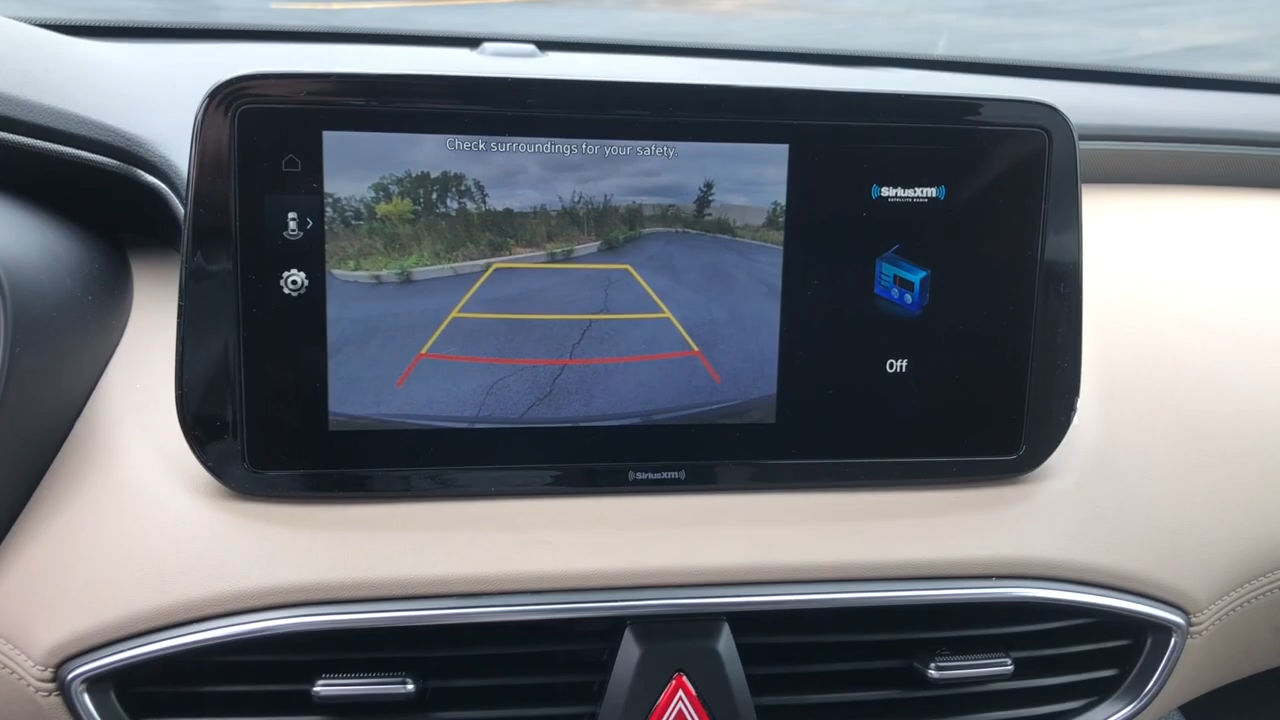 Check surroundings for your safety.
SiriusXM
SATELLITE RADIO
Off
SiriusXM